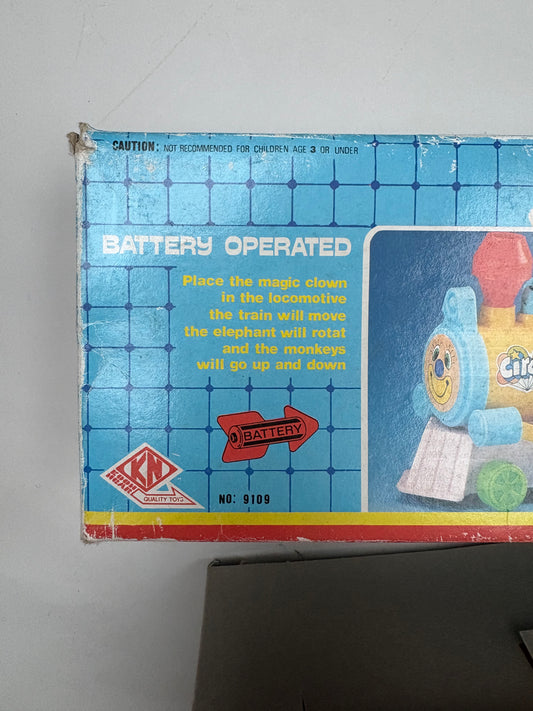 CAUTION: NOT RECOMMENDED FOR CHILDREN AGE 3 OR UNDER
BATTERY OPERATED
Place the magic clown
in the locomotive
the train will move
the elephant will rotat
and the monkeys
will go up and down
BATTERY
KN
QUALITY TOYS
NO: 9109
Circ